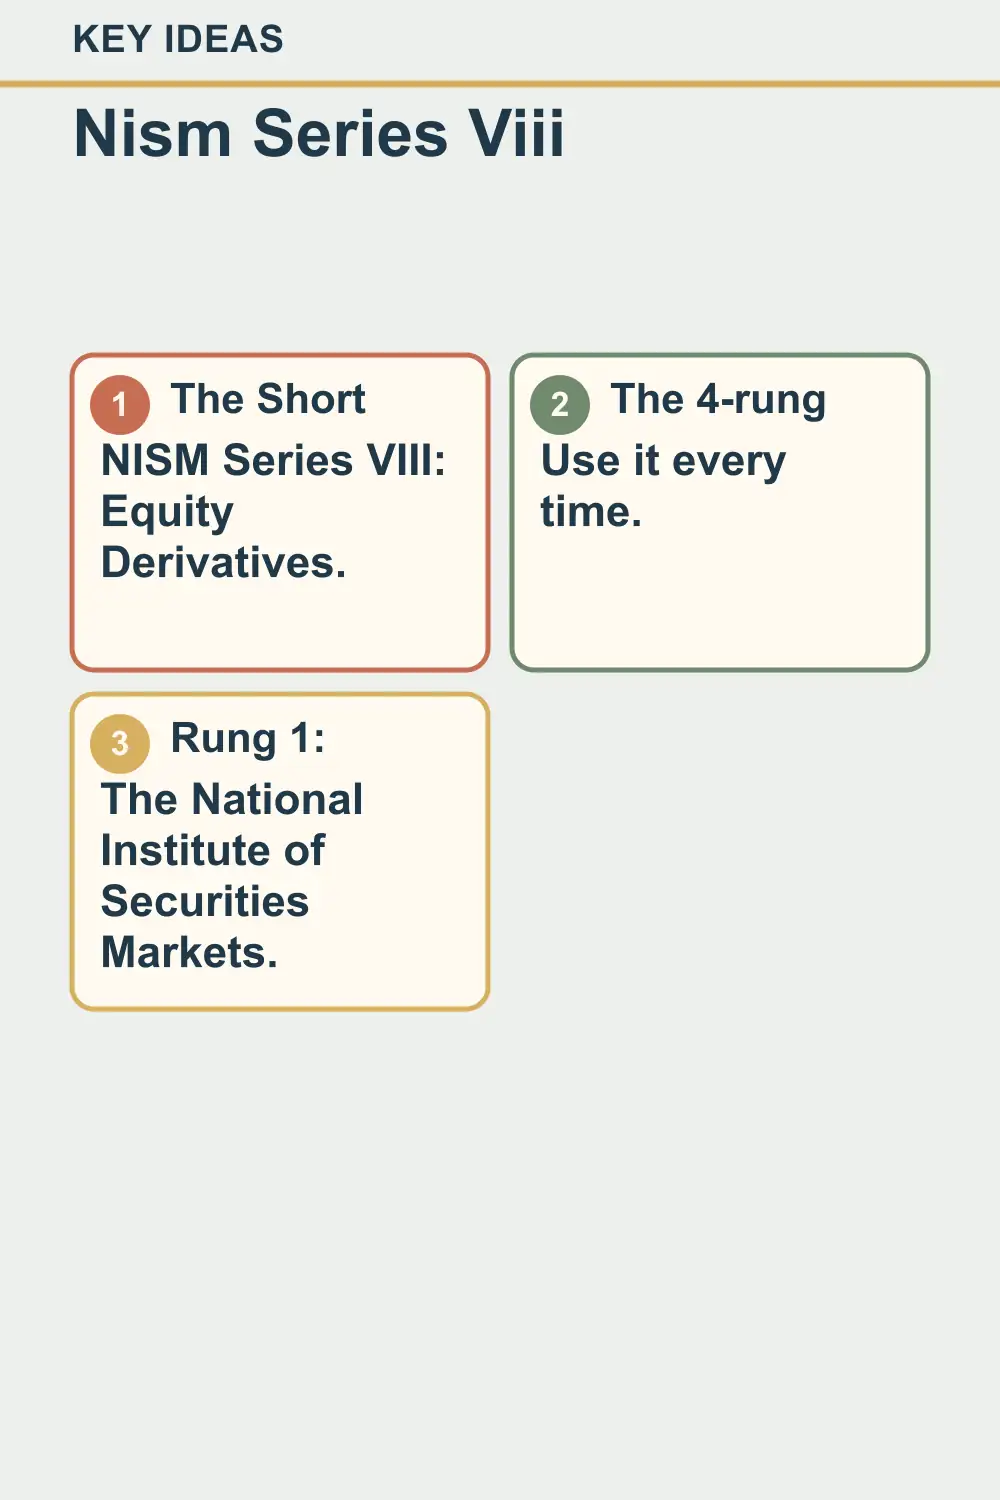 KEY IDEAS
Nism Series Viii
1 The Short
NISM Series VIII:
Equity
Derivatives.
2 The 4-rung
Use it every
time.
3 Rung 1:
The National
Institute of
Securities
Markets.